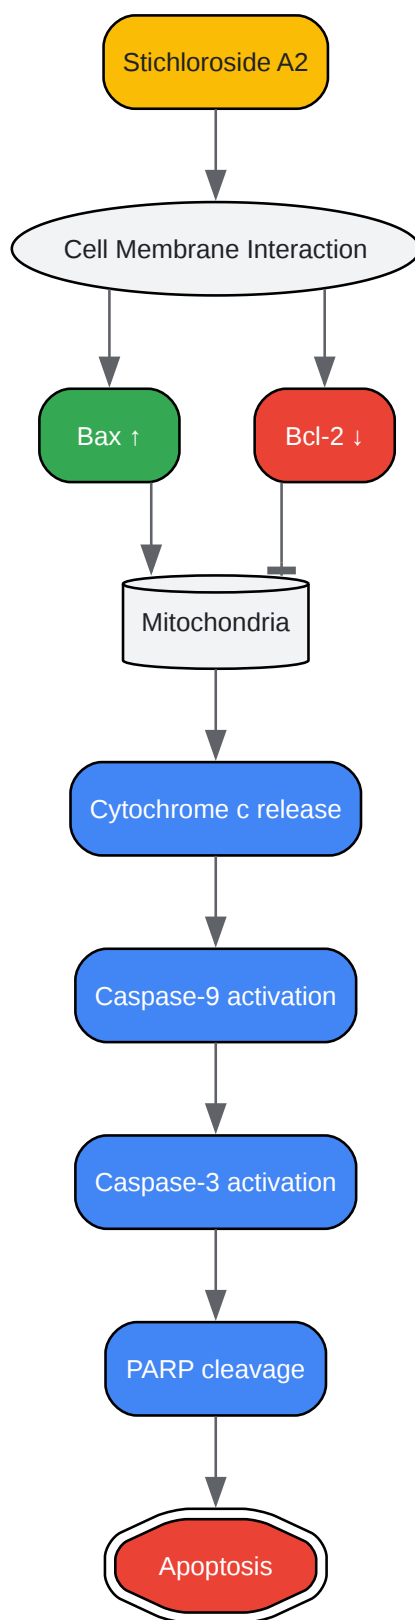 Stichloroside A2
Cell Membrane Interaction
Bax ↑
Bcl-2 ↓
Mitochondria
Cytochrome c release
Caspase-9 activation
Caspase-3 activation
PARP cleavage
Apoptosis